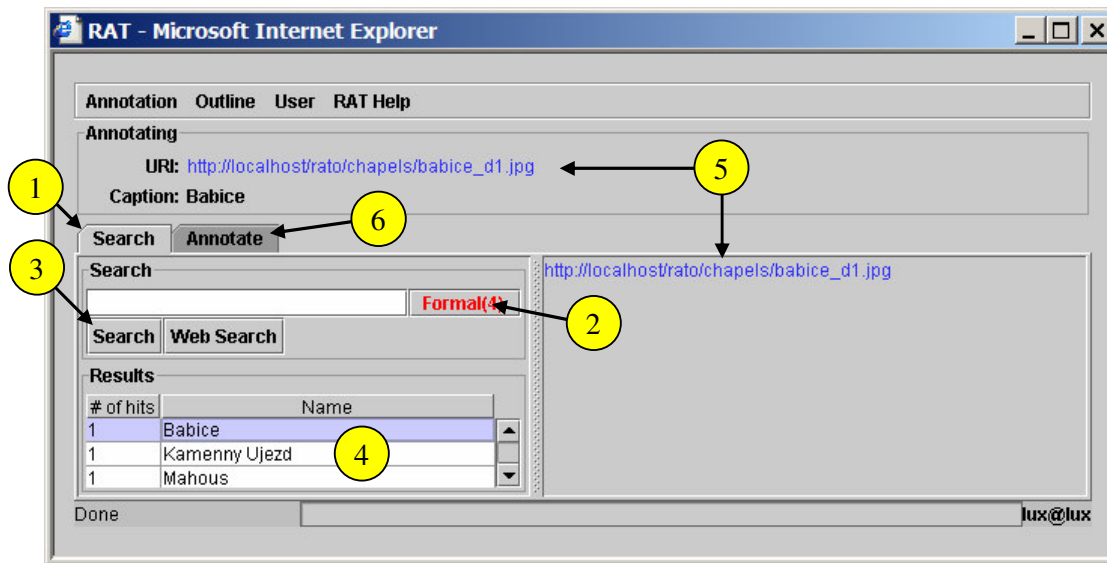 RAT - Microsoft Internet Explorer
Annotation Outline User RAT Help
Annotating
URI: http://localhost/rato/chapels/babice_d1.jpg
5
1
Caption: Babice
6
Search Annotate
3
Search
http://localhost/rato/chapels/babice_d1.jpg
Formal(4)
2
Search Web Search
Results
# of hits Name
1 Babice
1 Kamenny Ujezd
4
1 Mahous
Done
lux@lux